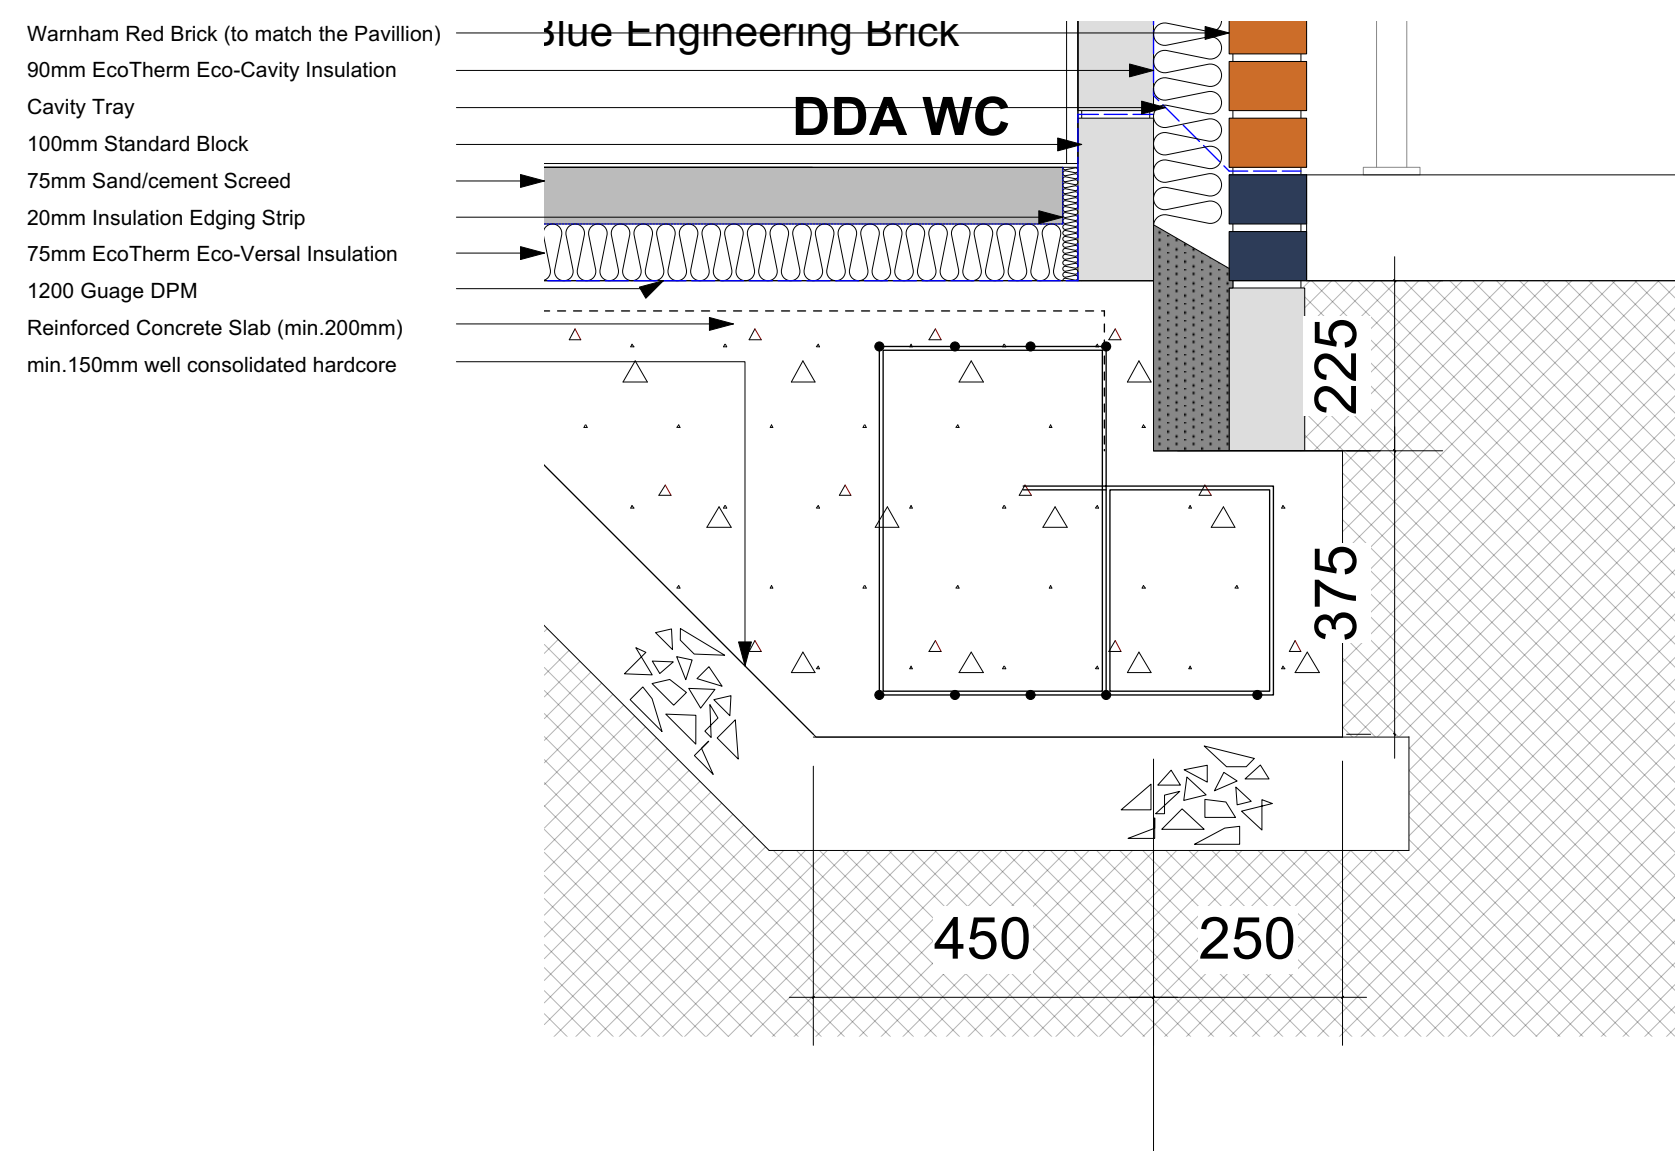 Warnham Red Brick (to match the Pavillion)
Blue Engineering Brick
90mm EcoTherm Eco-Cavity Insulation
Cavity Tray
DDA WC
100mm Standard Block
75mm Sand/cement Screed
20mm Insulation Edging Strip
75mm EcoTherm Eco-Versal Insulation
1200 Guage DPM
Reinforced Concrete Slab (min.200mm)
min.150mm well consolidated hardcore
225
375
450
250